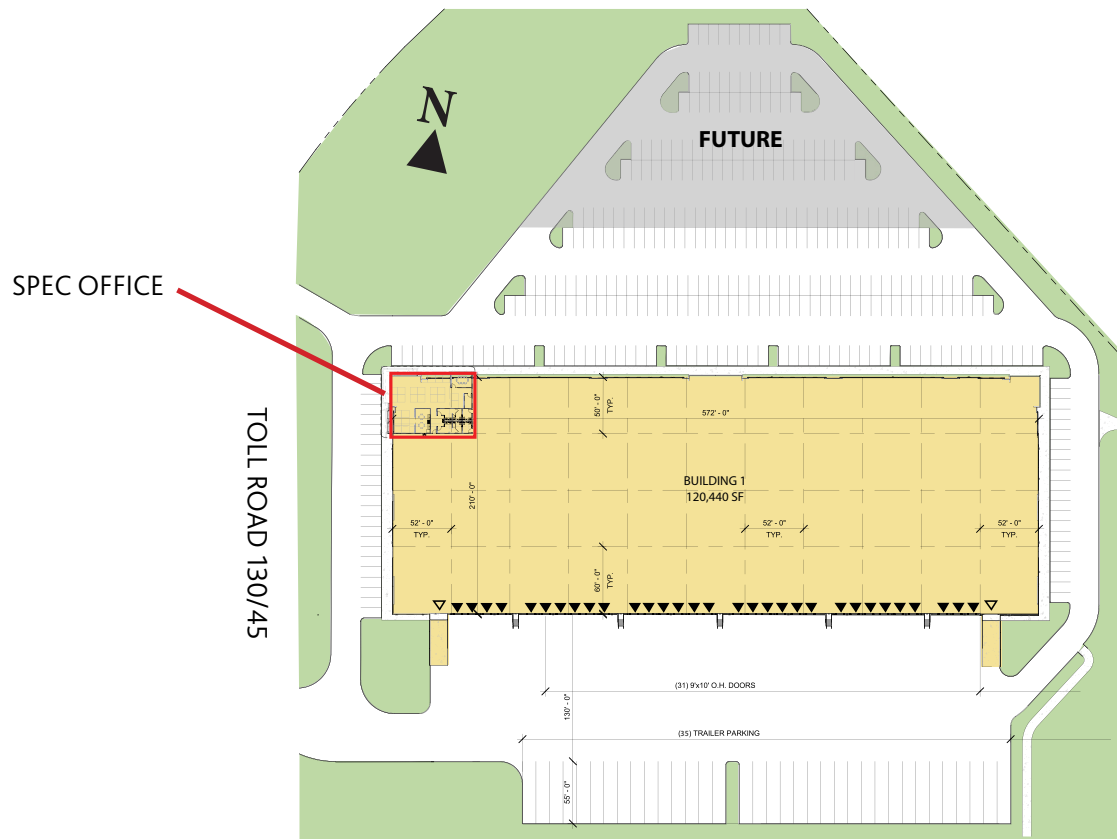 N
FUTURE
SPEC OFFICE
TOLL ROAD 130/45
50' - 0"
TYP.
572' - 0"
210' - 0"
BUILDING 1
120,440 SF
52' - 0"
TYP.
52' - 0"
TYP.
52' - 0"
TYP.
60' - 0"
TYP.
(31) 9'x10' O.H. DOORS
130' - 0"
(35) TRAILER PARKING
55' - 0"